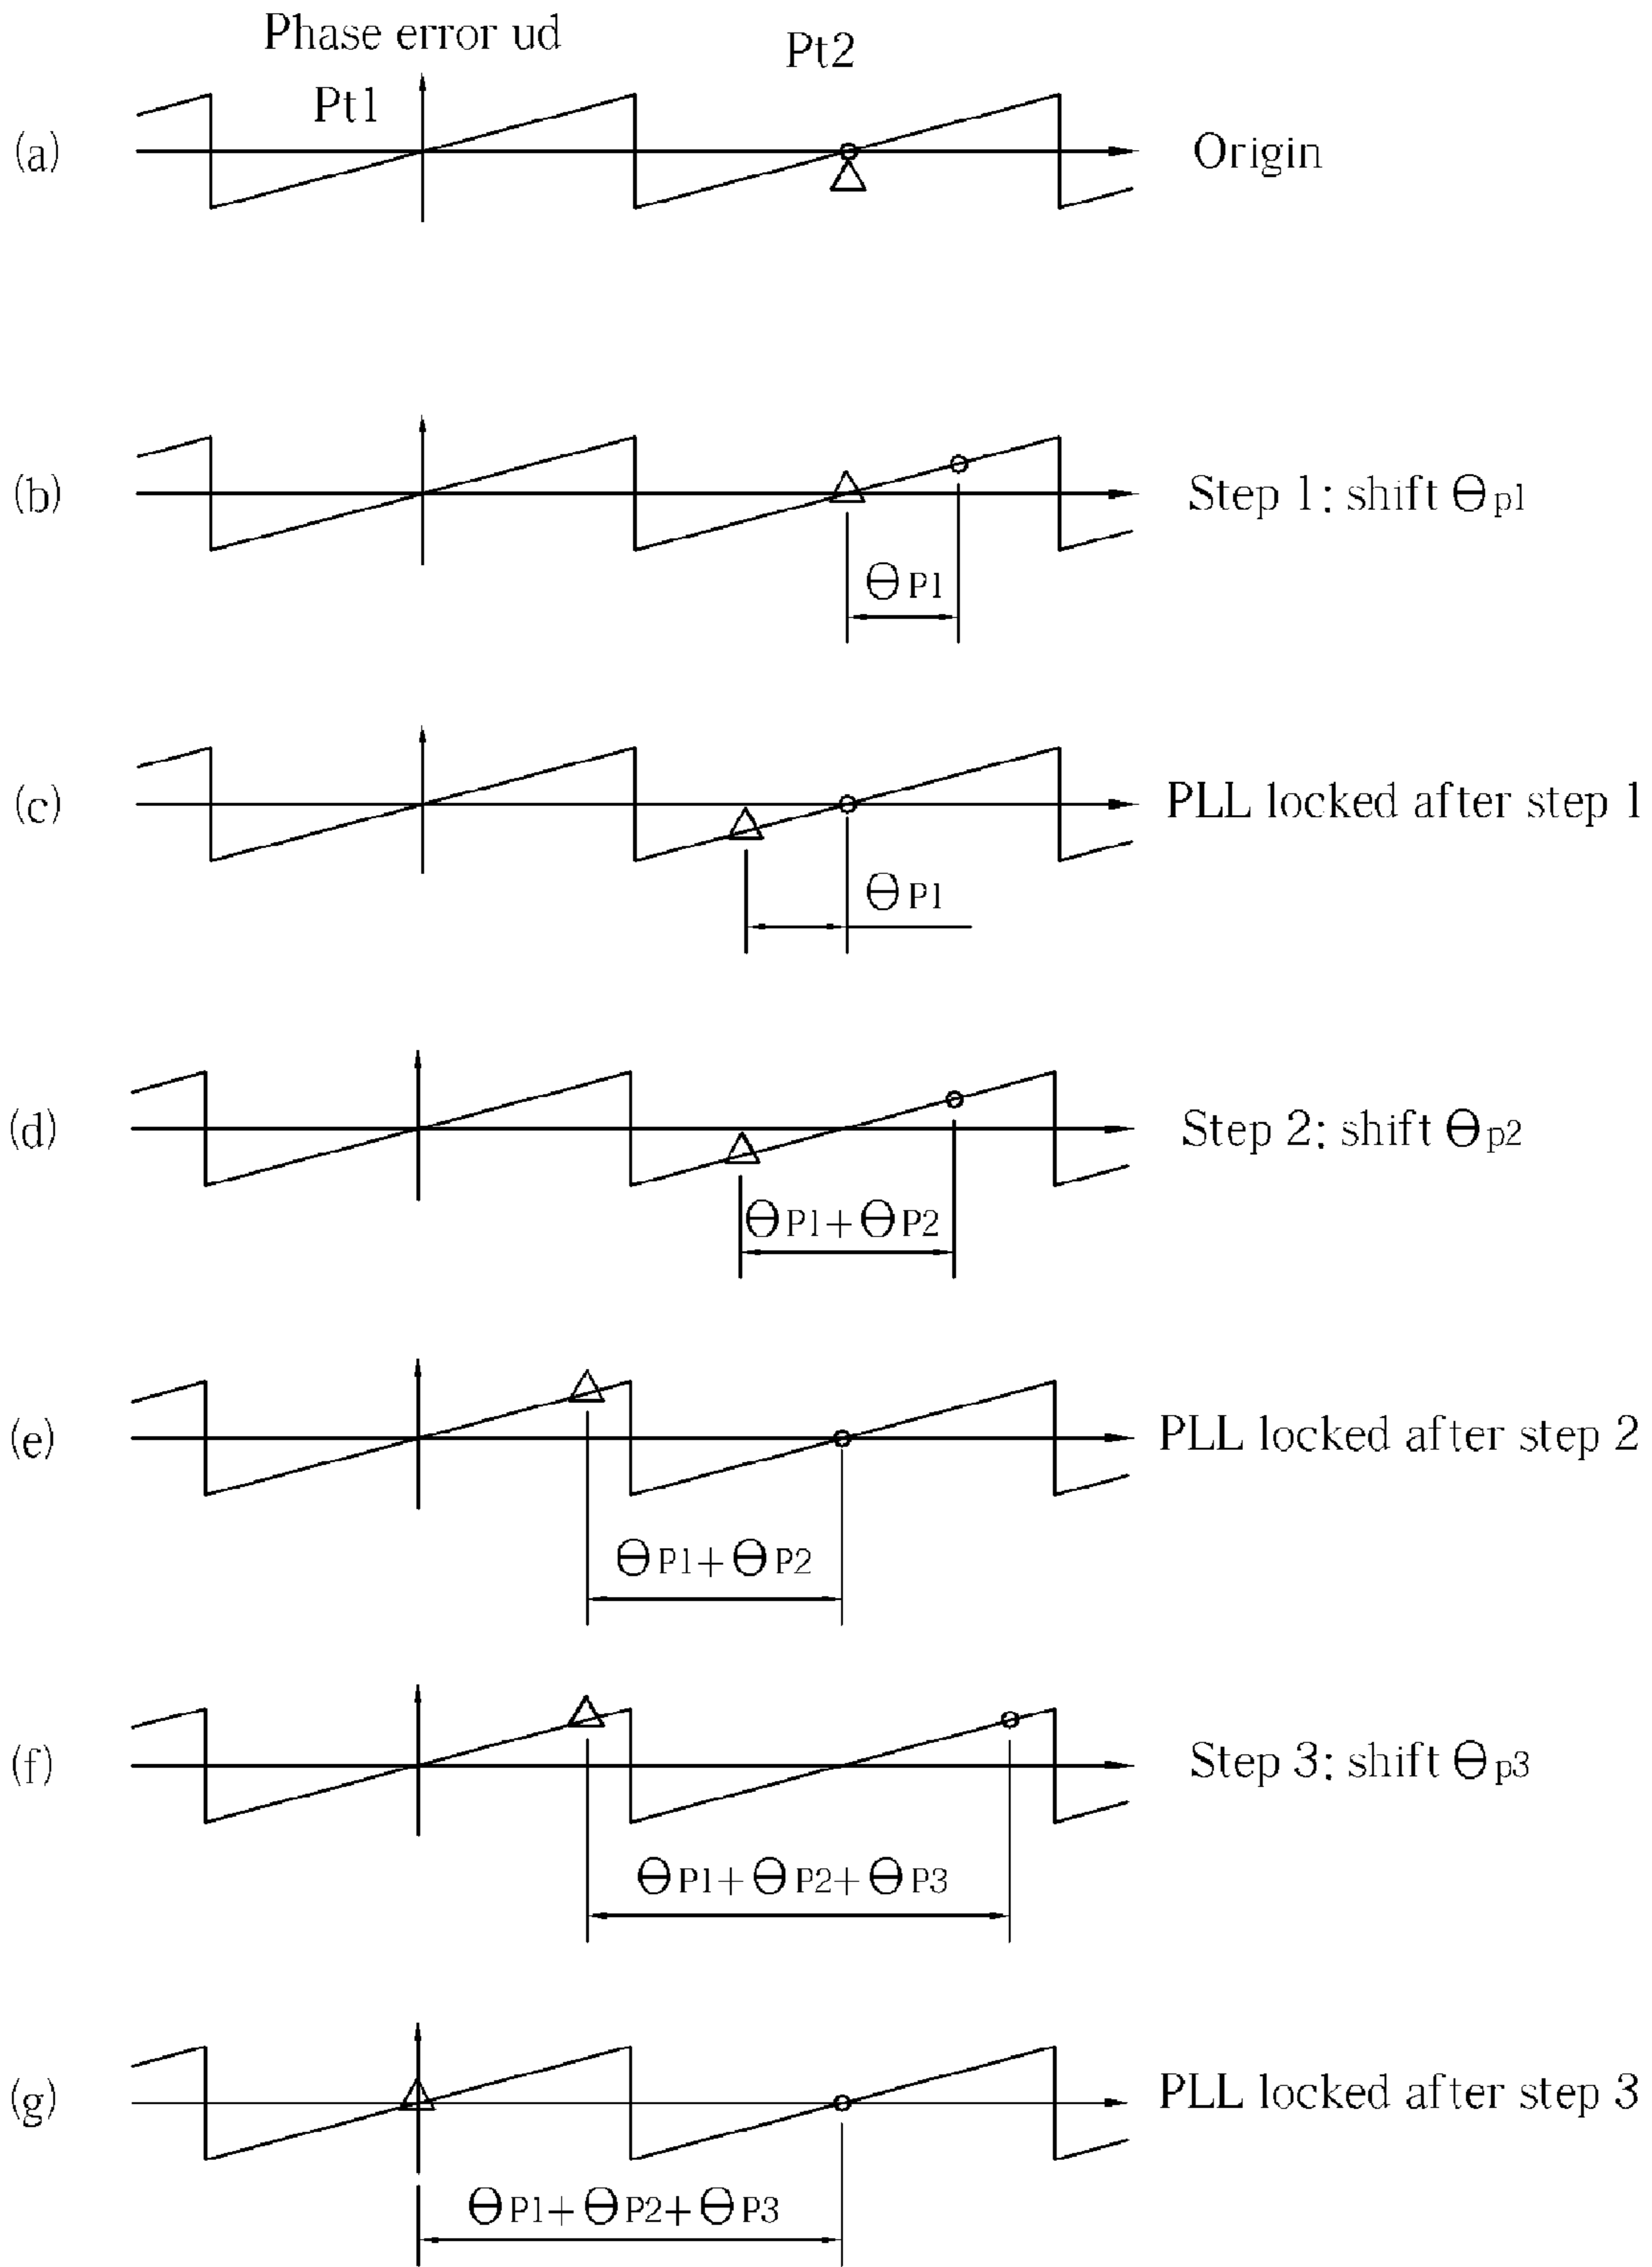 Phase error ud
Pt1
Pt2
(a)
Origin
(b)
Step 1: shift Θp1
ΘP1
(c)
PLL locked after step 1
ΘP1
(d)
Step 2: shift Θp2
ΘP1+ΘP2
(e)
PLL locked after step 2
ΘP1+ΘP2
(f)
Step 3: shift Θp3
ΘP1+ΘP2+ΘP3
(g)
PLL locked after step 3
ΘP1+ΘP2+ΘP3